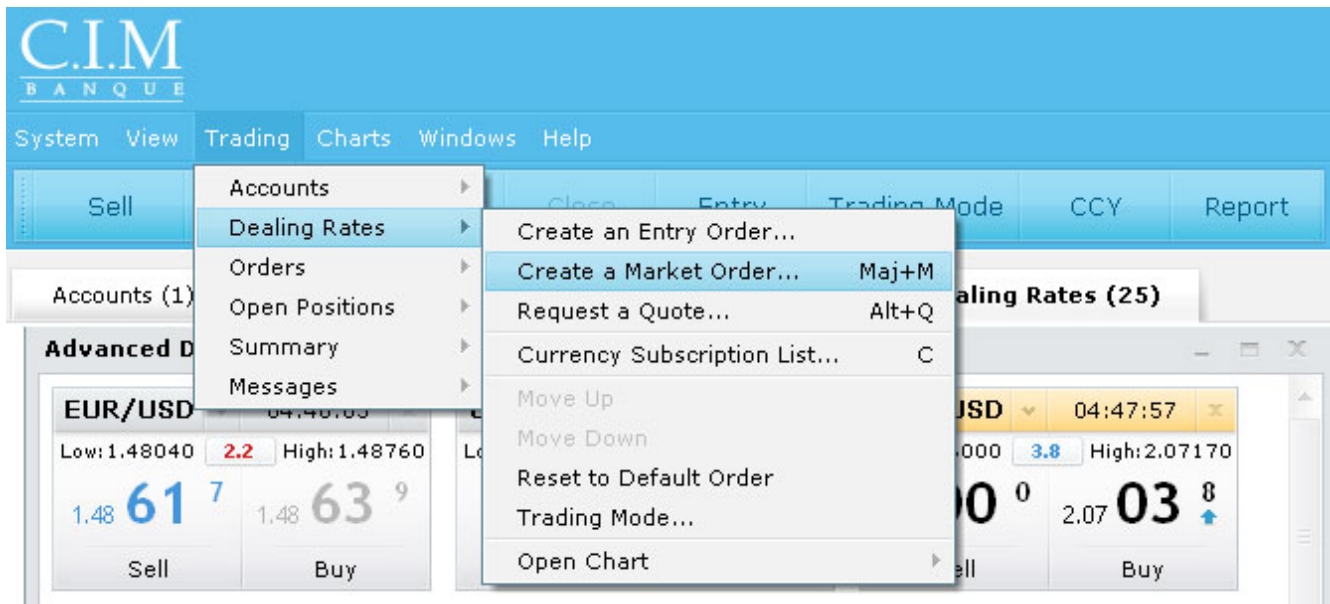 C.I.M
BANQUE
System View Trading Charts Windows Help
Sell Close Entry Trading Mode CCY Report
Accounts
Dealing Rates
Orders
Open Positions
Summary
Messages
Create an Entry Order...
Create a Market Order... Maj+M
Request a Quote... Alt+Q
Currency Subscription List... C
Move Up
Move Down
Reset to Default Order
Trading Mode...
Open Chart
Accounts (1)
Rates (25)
Advanced
EUR/USD
Low:1.48040 2.2 High:1.48760
1.48 61 7 1.48 63 9
Sell Buy
04:47:57
3.8 High:2.07170
0 2.07 03 8
Buy